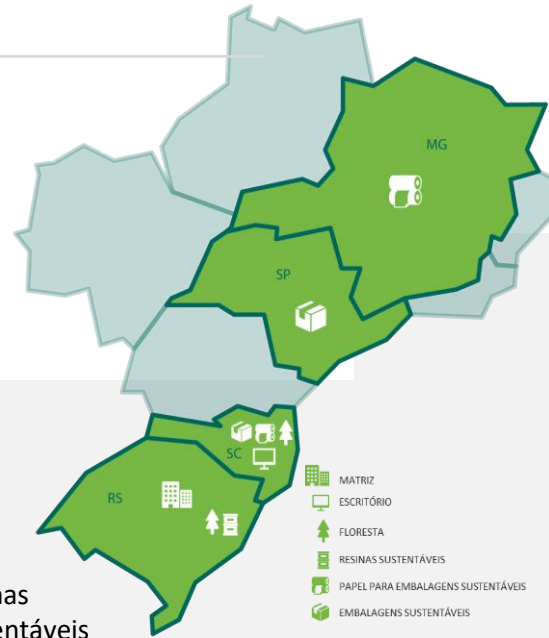 MG
SP
SC
RS
MATRIZ
ESCRITÓRIO
FLORESTA
RESINAS SUSTENTÁVEIS
PAPEL PARA EMBALAGENS SUSTENTÁVEIS
EMBALAGENS SUSTENTÁVEIS